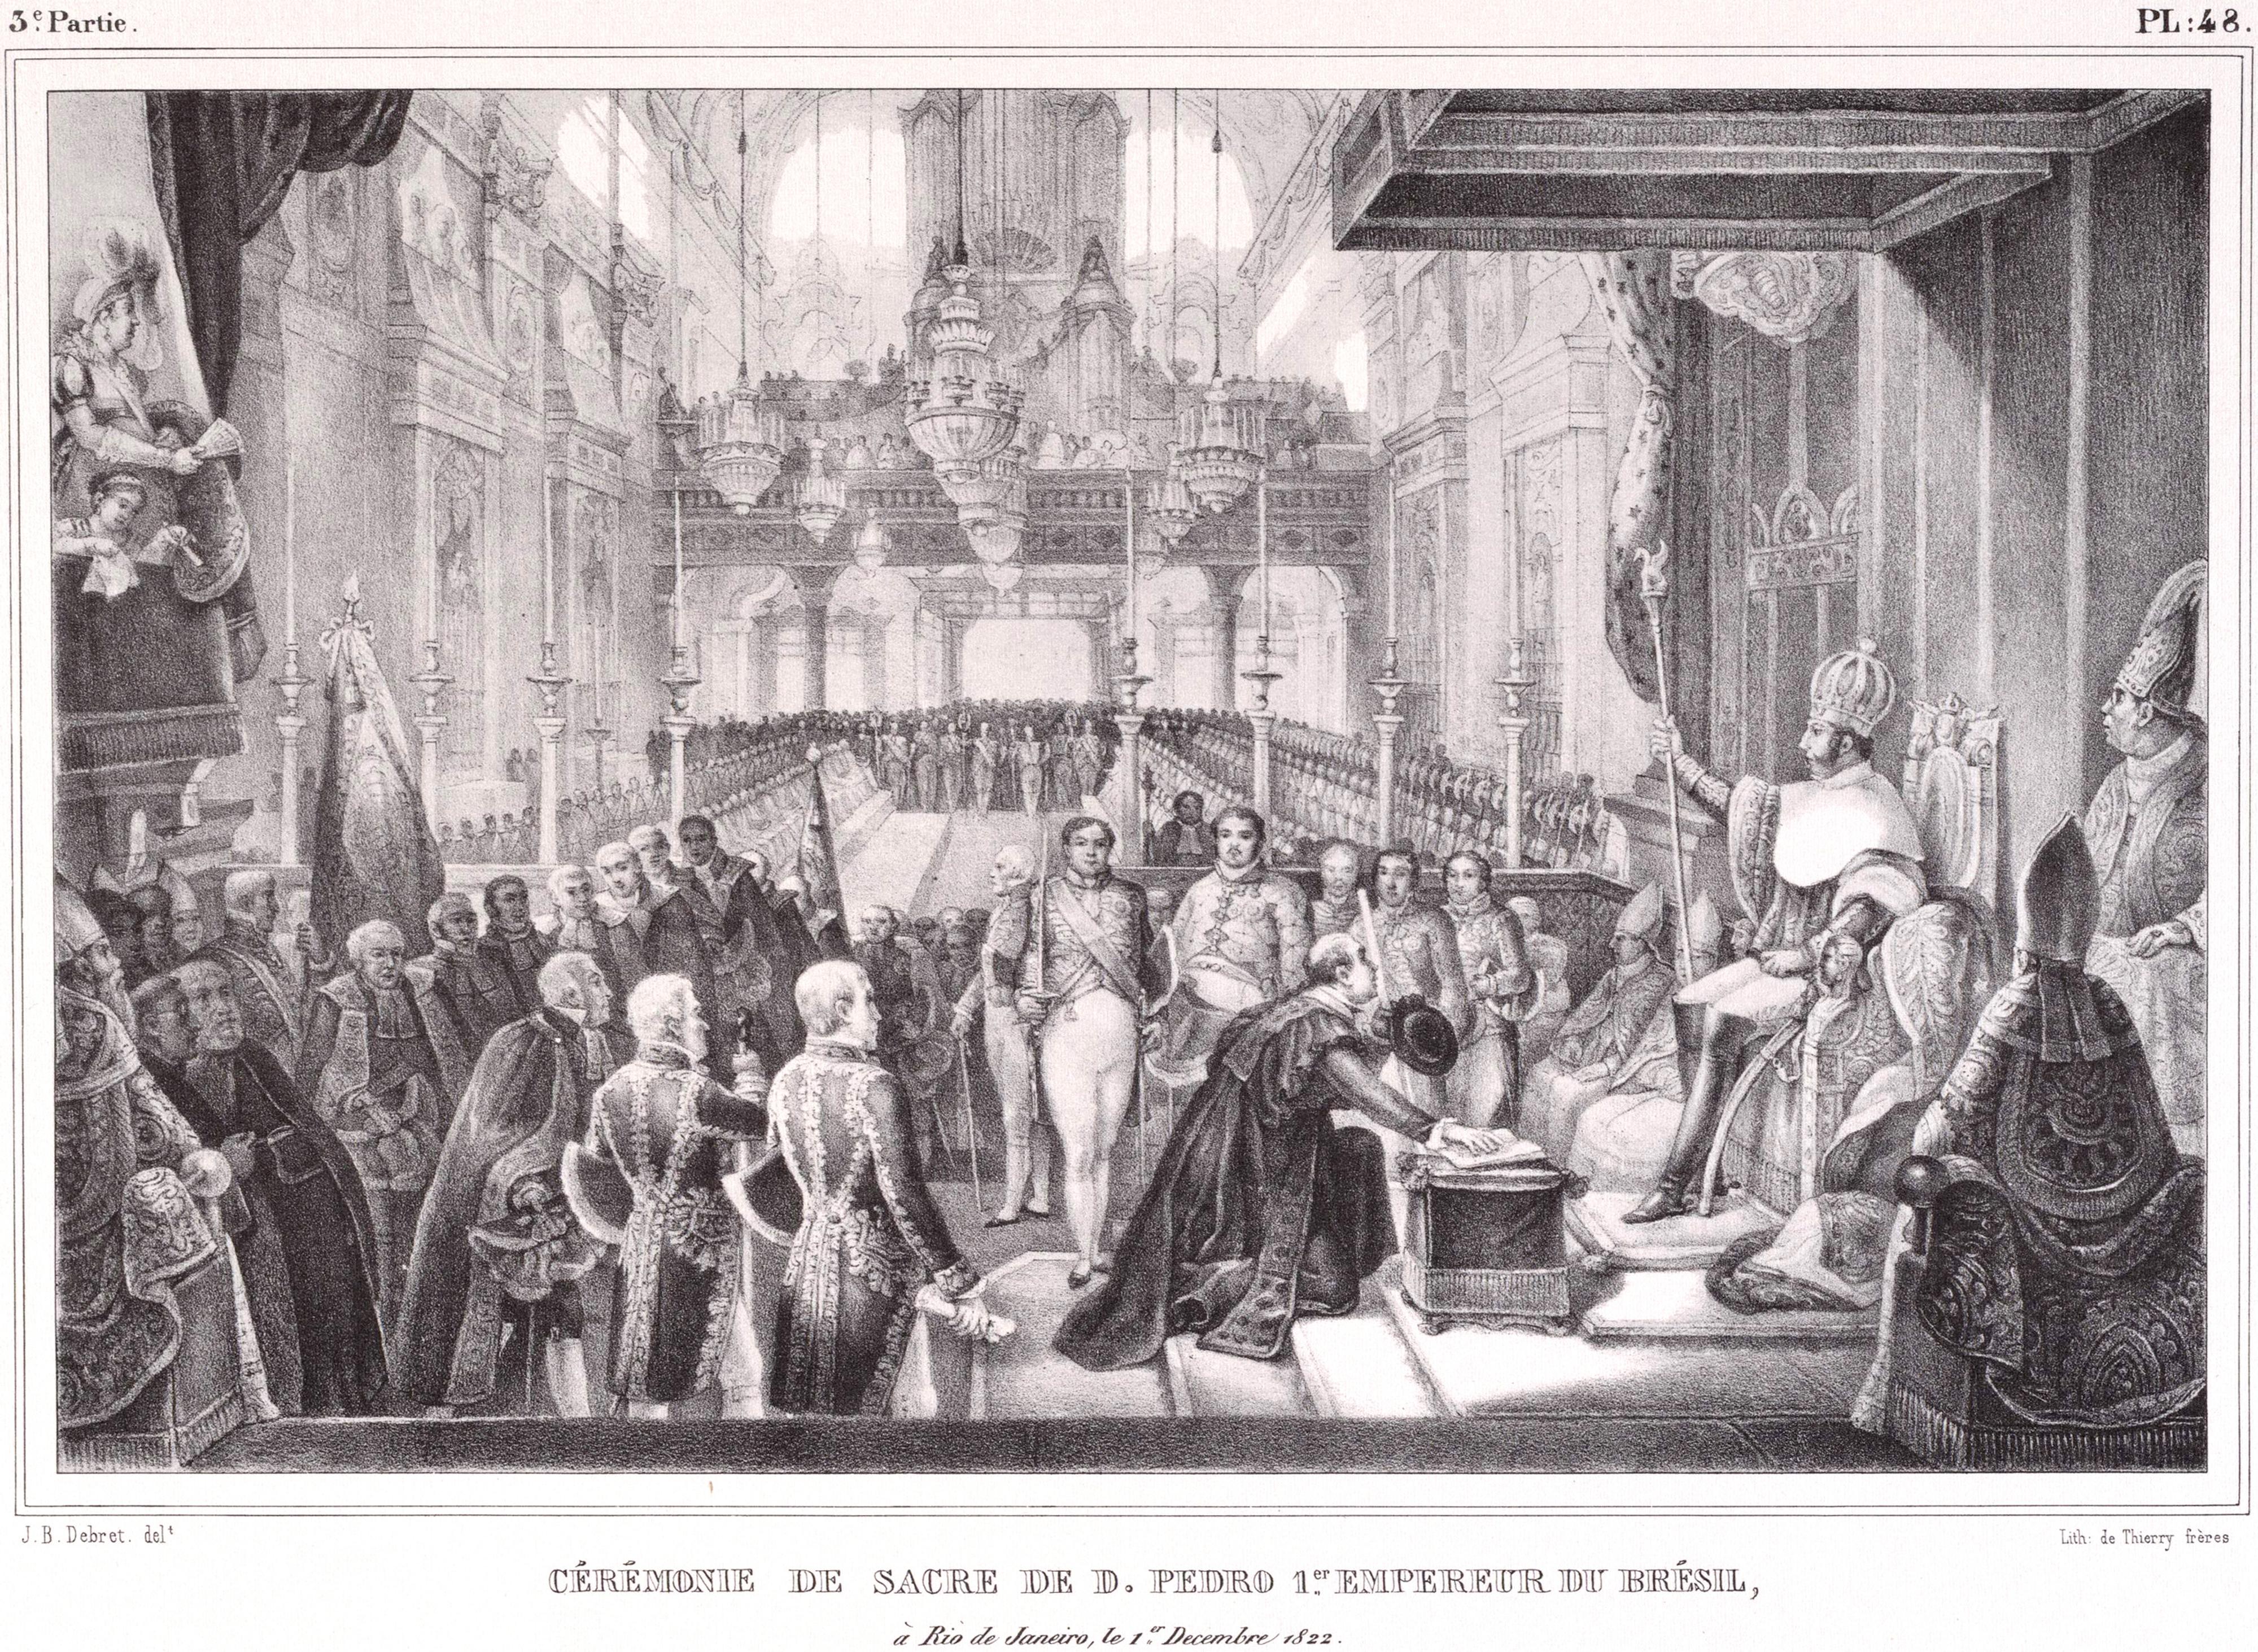 3.e Partie.
PL:48.
J. B. Debret. delt
Lith: de Thierry frères
CÉRÉMONIE DE SACRE DE D. PEDRO 1er. EMPEREUR DU BRÉSIL,
à Rio de Janeiro, le 1er. Decembre 1822.